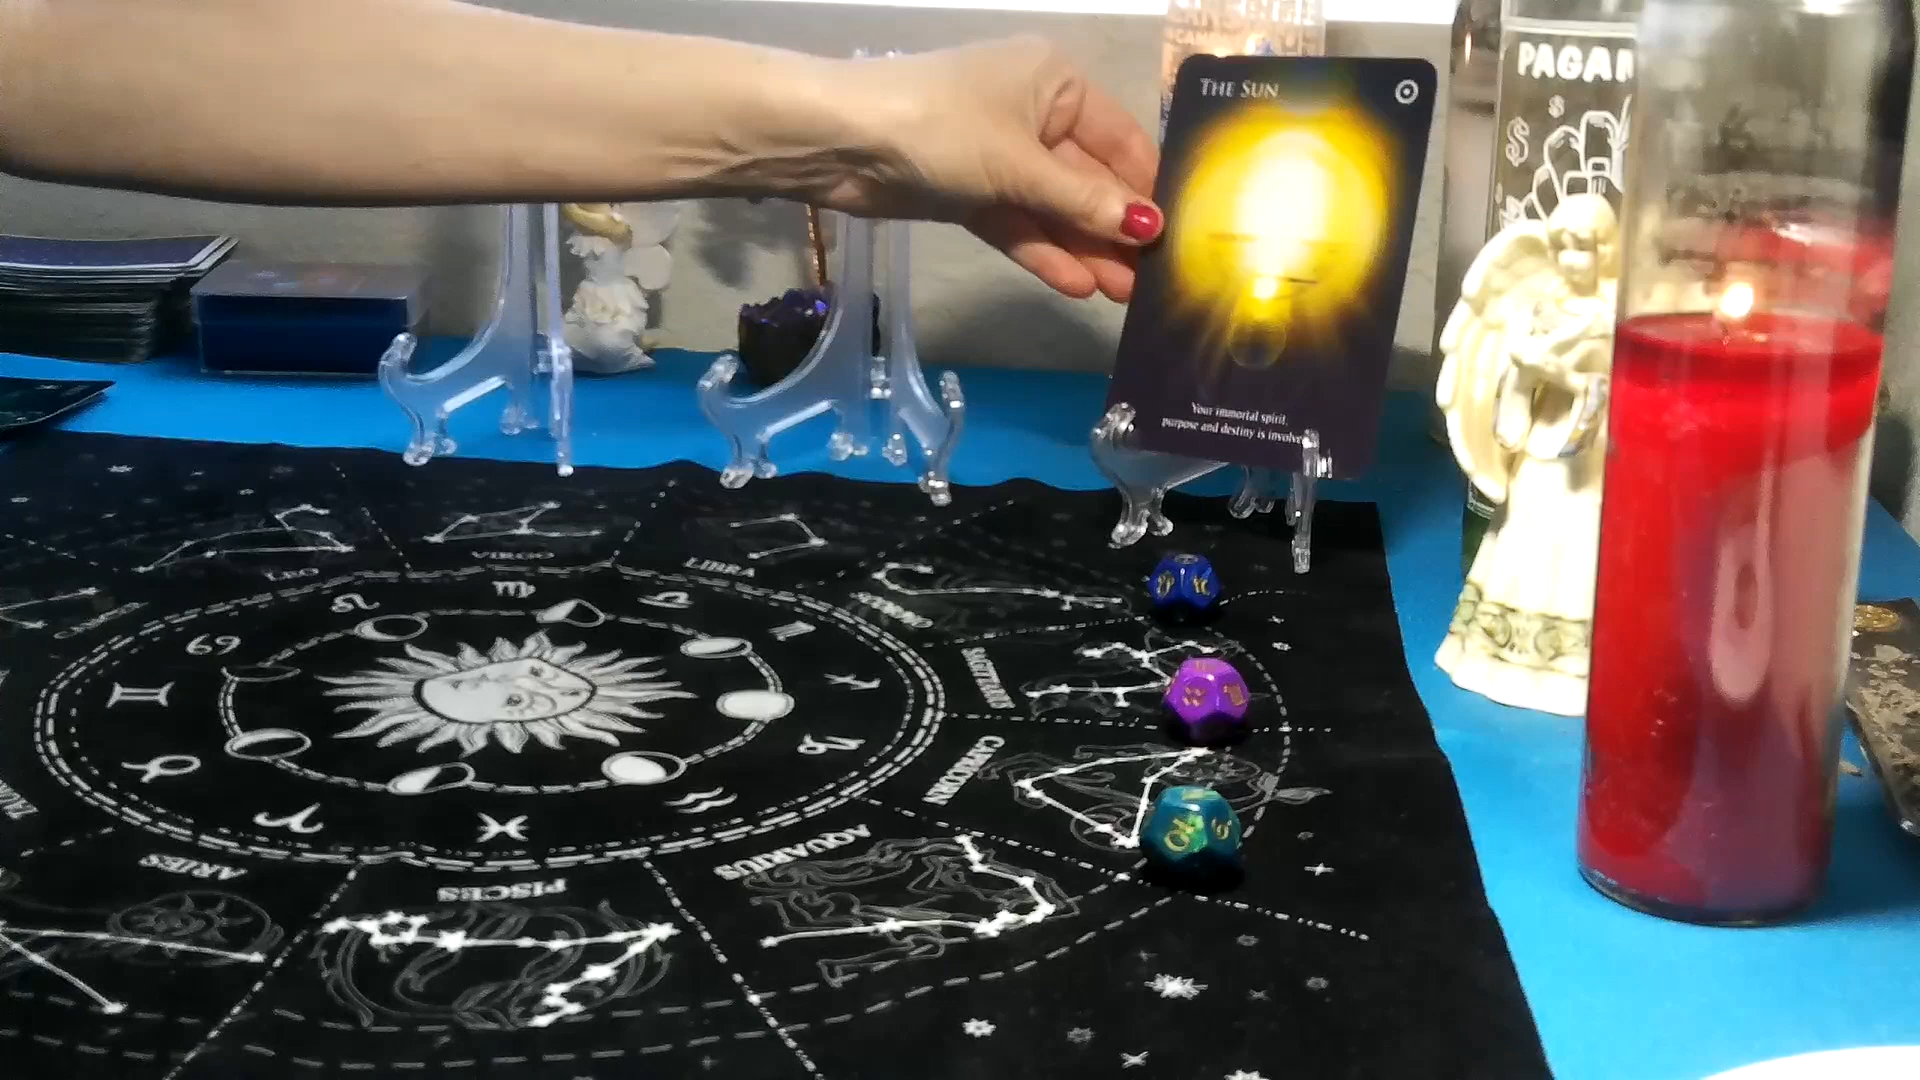 PAGAN
THE SUN
Your immortal spirit,
purpose and destiny is involve
LEO
VIRGO
LIBRA
SCORPIO
SAGITTARIUS
CAPRICORN
AQUARIUS
PISCES
ARIES